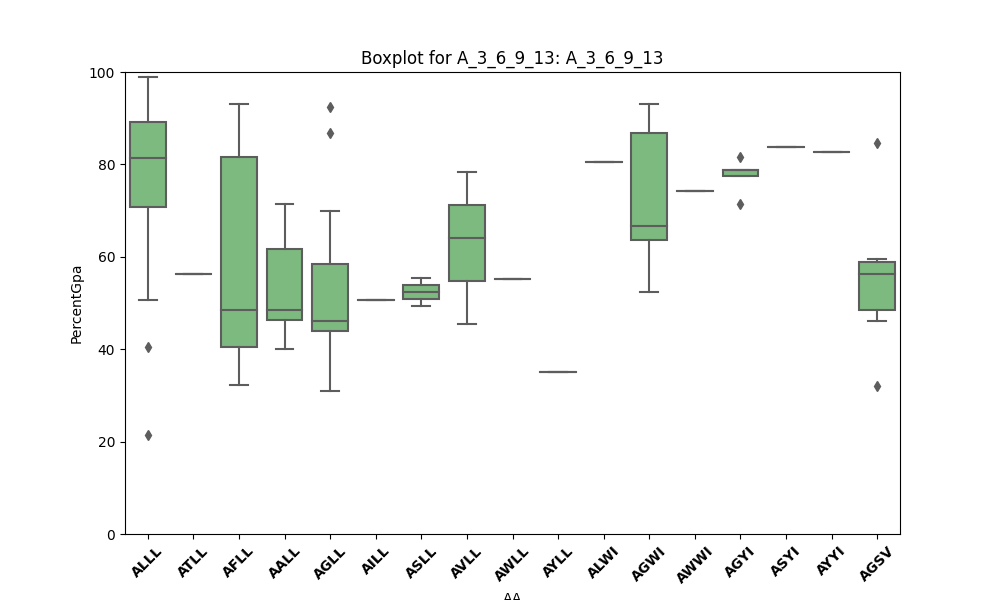 Boxplot for A_3_6_9_13: A_3_6_9_13
100
80
60
40
20
0
PercentGpa
ALLL
ATLL
AFLL
AALL
AGLL
AILL
ASLL
AVLL
AWLL
AYLL
ALWI
AGWI
AWWI
AGYI
ASYI
AYYI
AGSV
AA